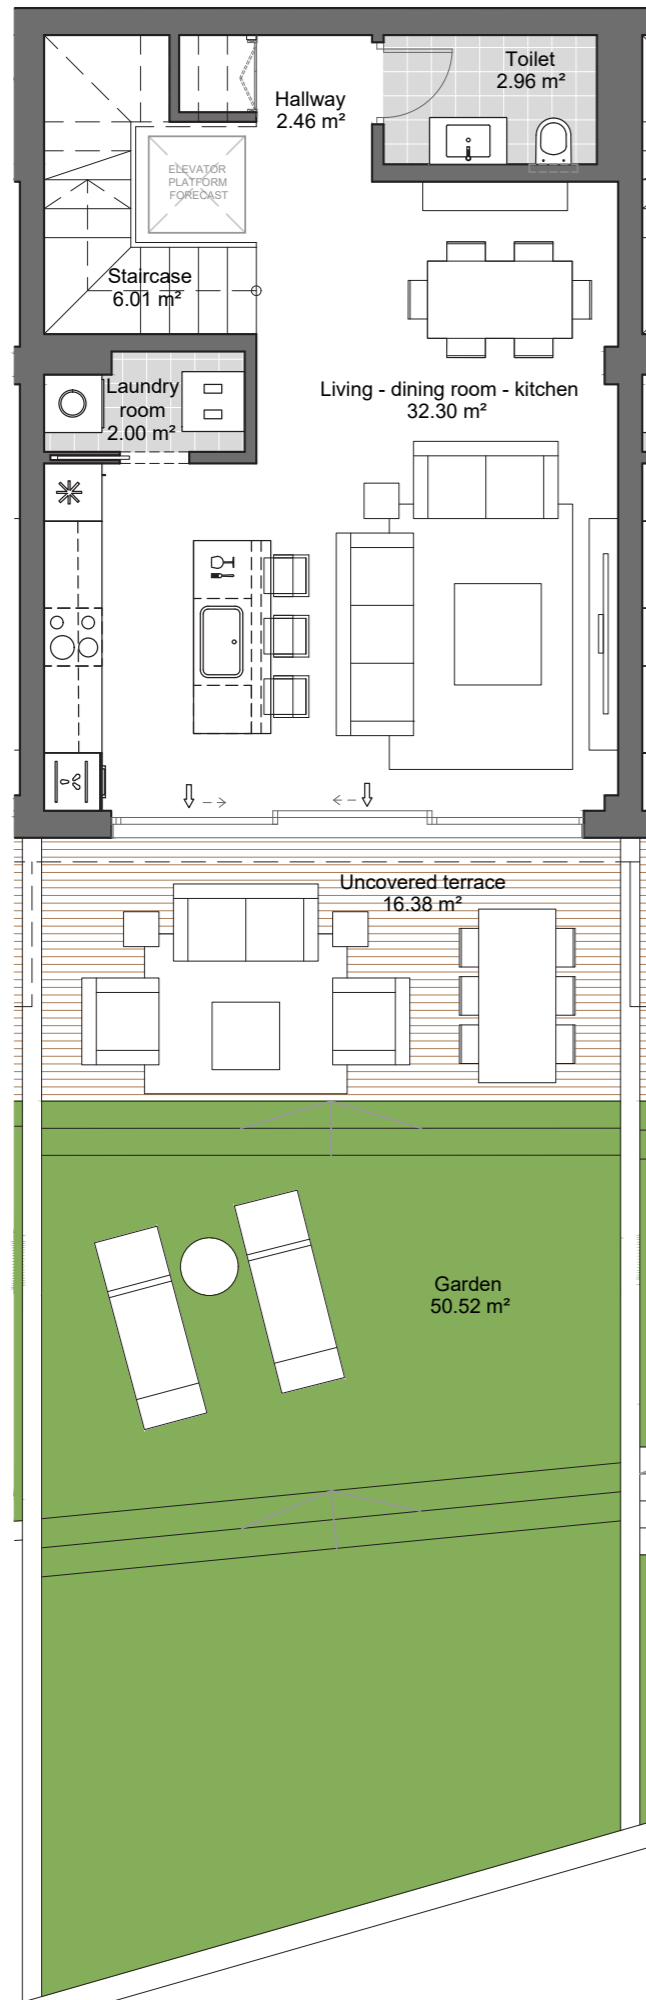 Toilet
2.96 m²
Hallway
2.46 m²
ELEVATOR
PLATFORM
FORECAST
Staircase
6.01 m²
Laundry
room
2.00 m²
Living - dining room - kitchen
32.30 m²
Uncovered terrace
16.38 m²
Garden
50.52 m²